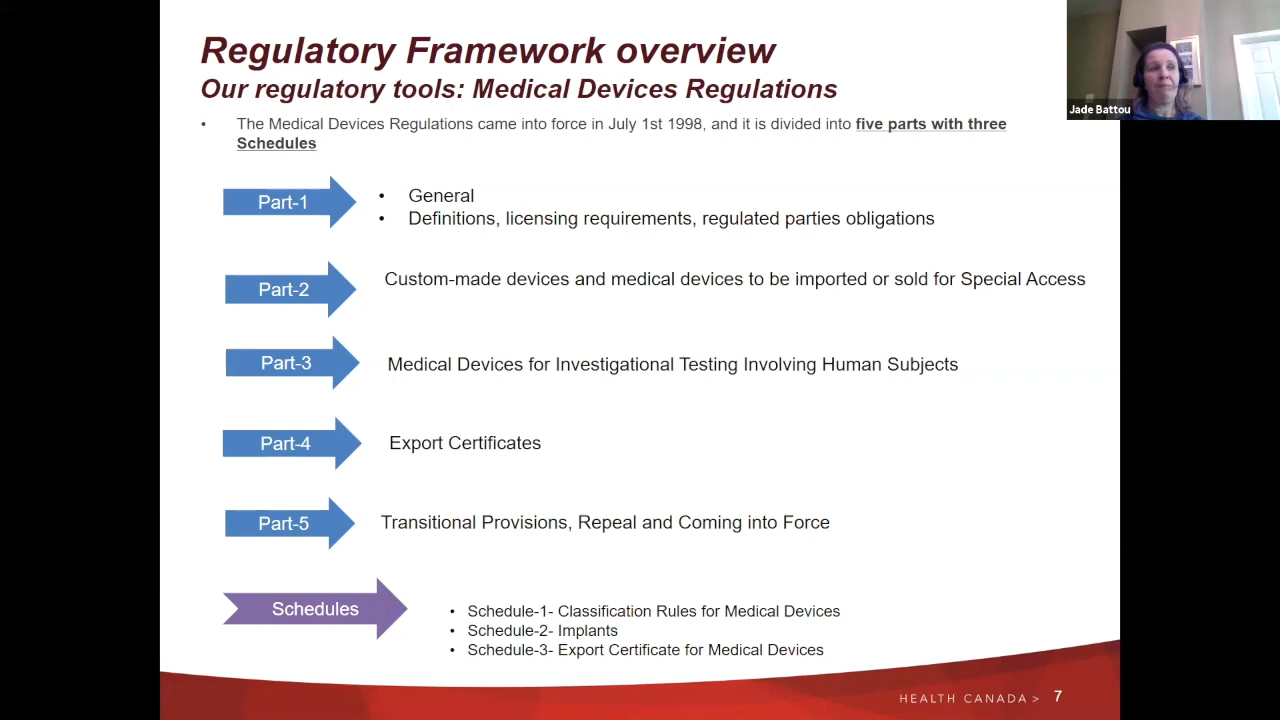 Regulatory Framework overview
Our regulatory tools: Medical Devices Regulations
• The Medical Devices Regulations came into force in July 1st 1998, and it is divided into five parts with three
Schedules
Jade Battou
Part-1
• General
• Definitions, licensing requirements, regulated parties obligations
Part-2
Custom-made devices and medical devices to be imported or sold for Special Access
Part-3
Medical Devices for Investigational Testing Involving Human Subjects
Part-4
Export Certificates
Part-5
Transitional Provisions, Repeal and Coming into Force
Schedules
• Schedule-1- Classification Rules for Medical Devices
• Schedule-2- Implants
• Schedule-3- Export Certificate for Medical Devices
HEALTH CANADA > 7